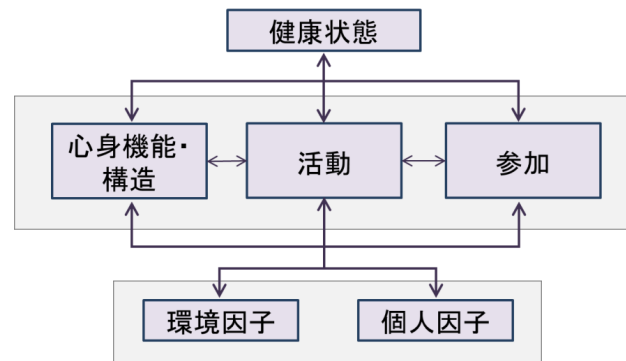 健康状態
心身機能・
構造
活動
参加
環境因子
個人因子